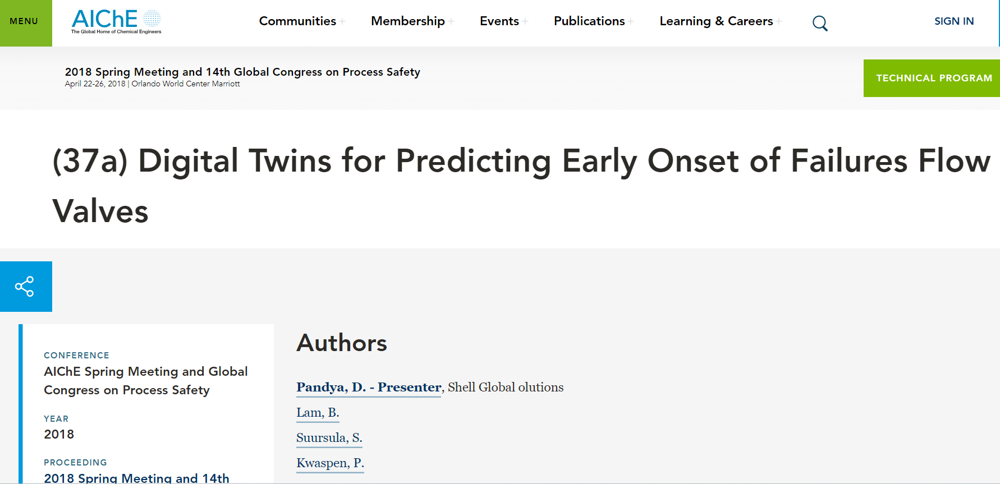 MENU
AIChE
The Global Home of Chemical Engineers
Communities +
Membership +
Events +
Publications +
Learning & Careers +
SIGN IN
2018 Spring Meeting and 14th Global Congress on Process Safety
April 22-26, 2018 | Orlando World Center Marriott
TECHNICAL PROGRAM
(37a) Digital Twins for Predicting Early Onset of Failures Flow
Valves
CONFERENCE
AIChE Spring Meeting and Global
Congress on Process Safety
YEAR
2018
PROCEEDING
2018 Spring Meeting and 14th
Authors
Pandya, D. - Presenter, Shell Global olutions
Lam, B.
Suursula, S.
Kwaspen, P.